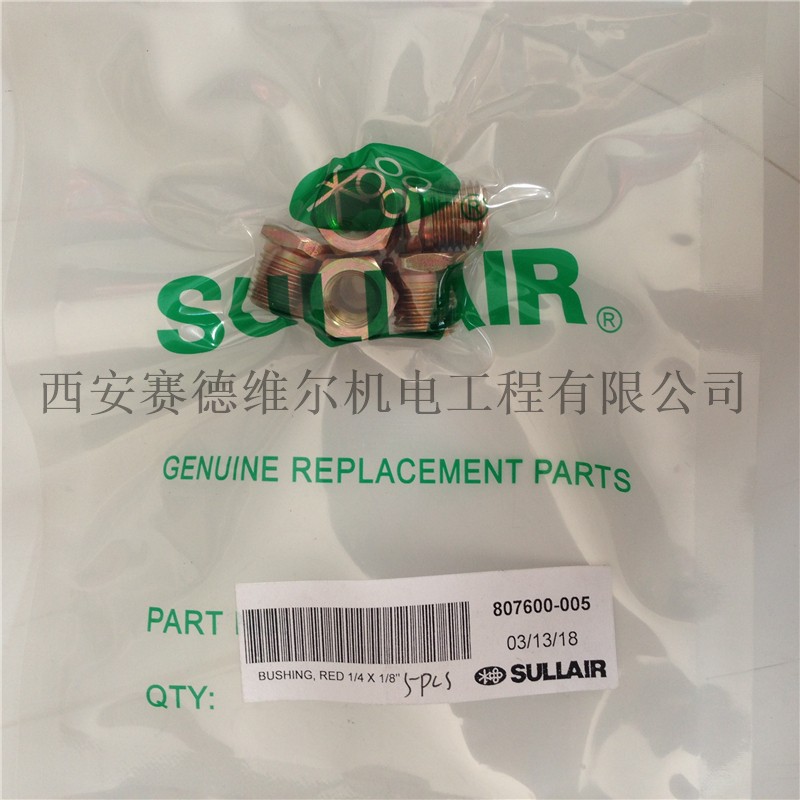 SULLAIR®
西安赛德维尔机电工程有限公司
GENUINE REPLACEMENT PARTS
PART
807600-005
03/13/18
BUSHING, RED 1/4 X 1/8" 5PCS
SULLAIR
QTY: